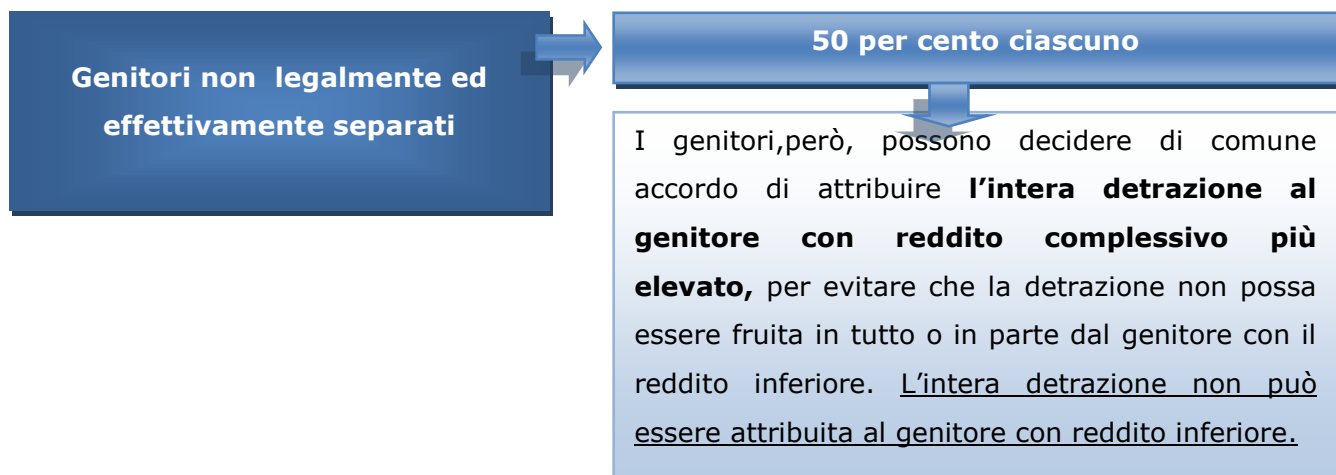 Genitori non legalmente ed
effettivamente separati
50 per cento ciascuno
I genitori,però, possono decidere di comune
accordo di attribuire l’intera detrazione al
genitore con reddito complessivo più
elevato, per evitare che la detrazione non possa
essere fruita in tutto o in parte dal genitore con il
reddito inferiore. L’intera detrazione non può
essere attribuita al genitore con reddito inferiore.